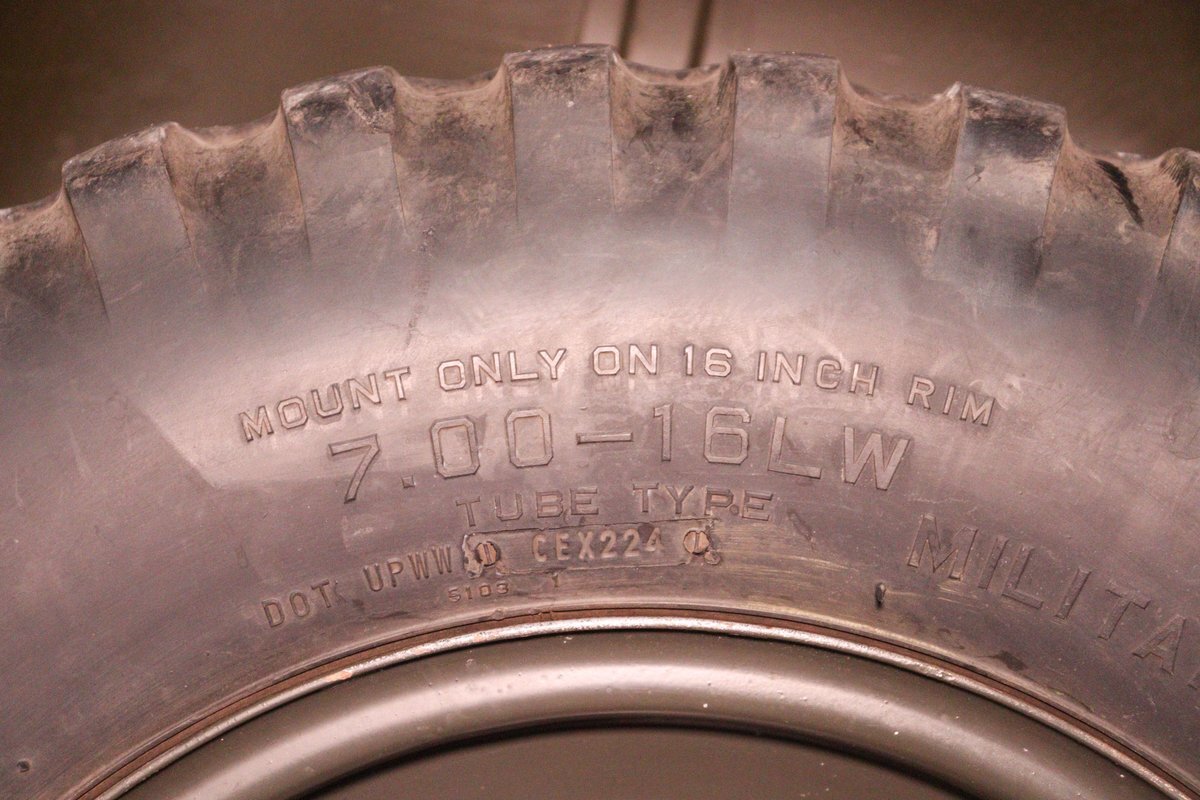 MOUNT ONLY ON 16 INCH RIM
7.00-16LW
TUBE TYPE
DOT UPWW CEX224
5103 1
MILITA